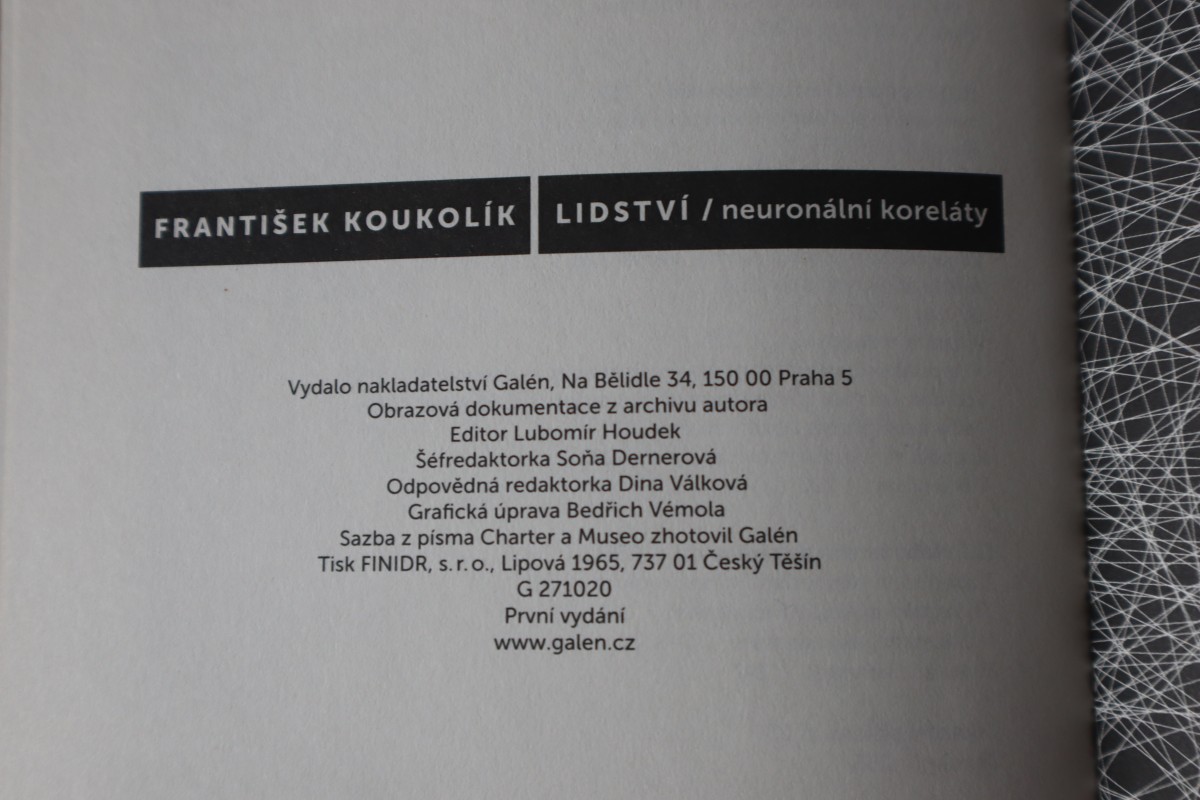 FRANTIŠEK KOUKOLÍK LIDSTVÍ / neuronální koreláty
Vydalo nakladatelství Galén, Na Bělidle 34, 150 00 Praha 5
Obrazová dokumentace z archivu autora
Editor Lubomír Houdek
Šéfredaktorka Soňa Dernerová
Odpovědná redaktorka Dina Válková
Grafická úprava Bedřich Vémola
Sazba z písma Charter a Museo zhotovil Galén
Tisk FINIDR, s. r. o., Lipová 1965, 737 01 Český Těšín
G 271020
První vydání
www.galen.cz